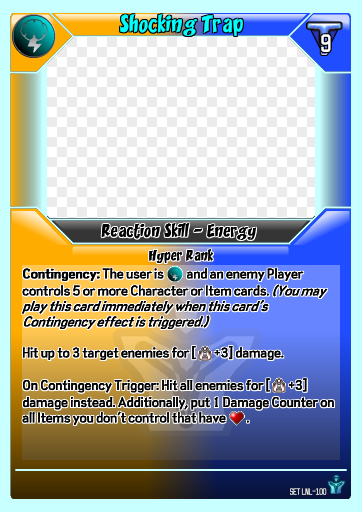 Shocking Trap
9
Reaction Skill - Energy
Hyper Rank
Contingency: The user is and an enemy Player
controls 5 or more Character or Item cards. (You may
play this card immediately when this card's
Contingency effect is triggered.)
Hit up to 3 target enemies for [ +3] damage.
On Contingency Trigger: Hit all enemies for [ +3]
damage instead. Additionally, put 1 Damage Counter on
all Items you don't control that have .
SET LNL-100